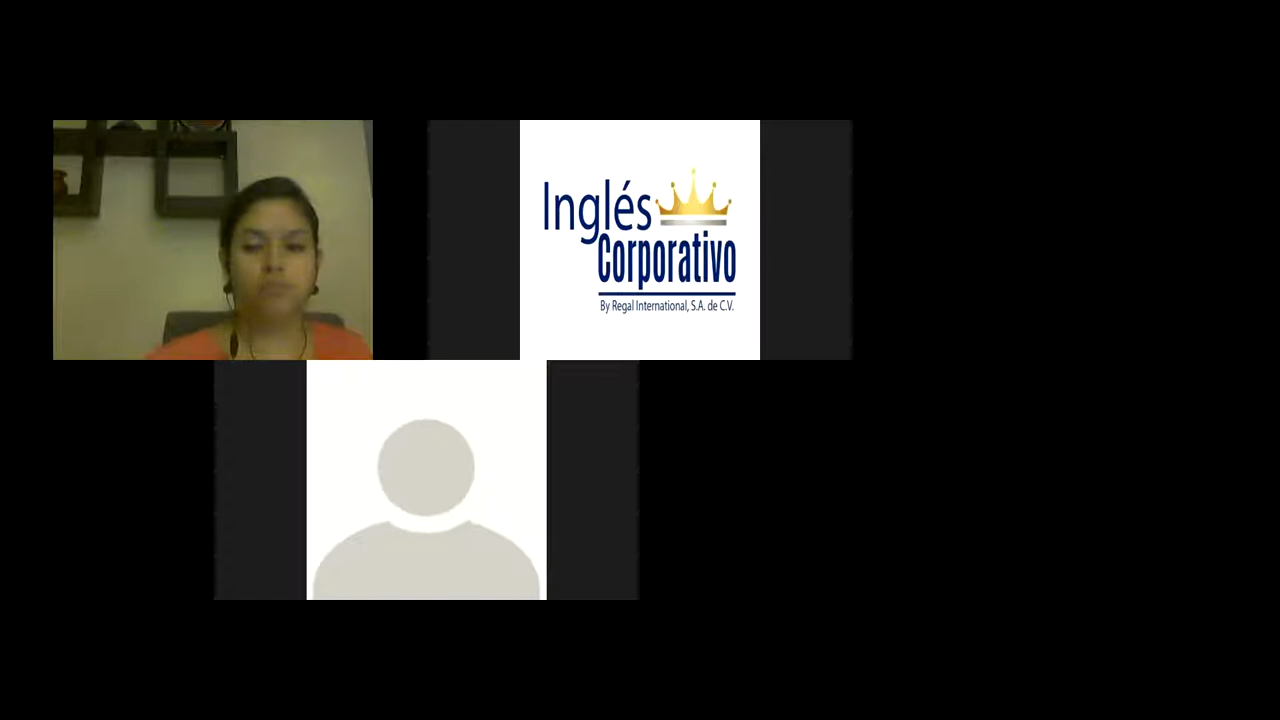 Inglés
Corporativo
By Regal International, S.A. de C.V.